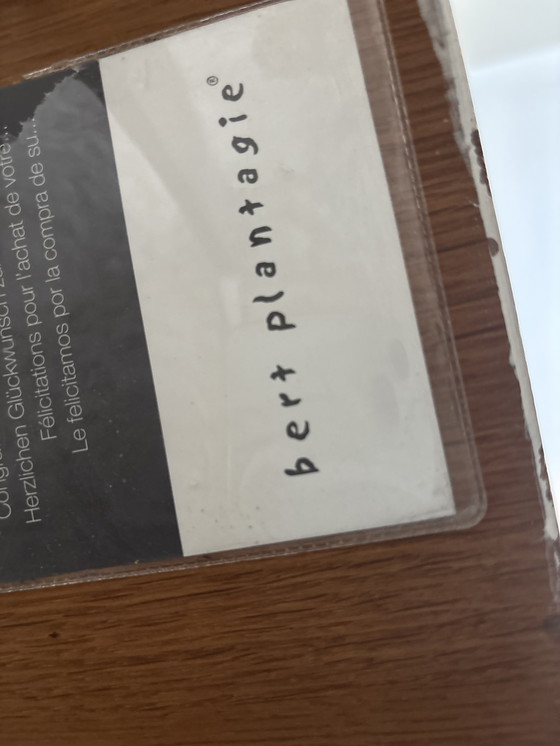 Herzlichen Glückwunsch
Félicitations pour l'achat de votre...
Le felicitamos por la compra de su...
bert plantagie®